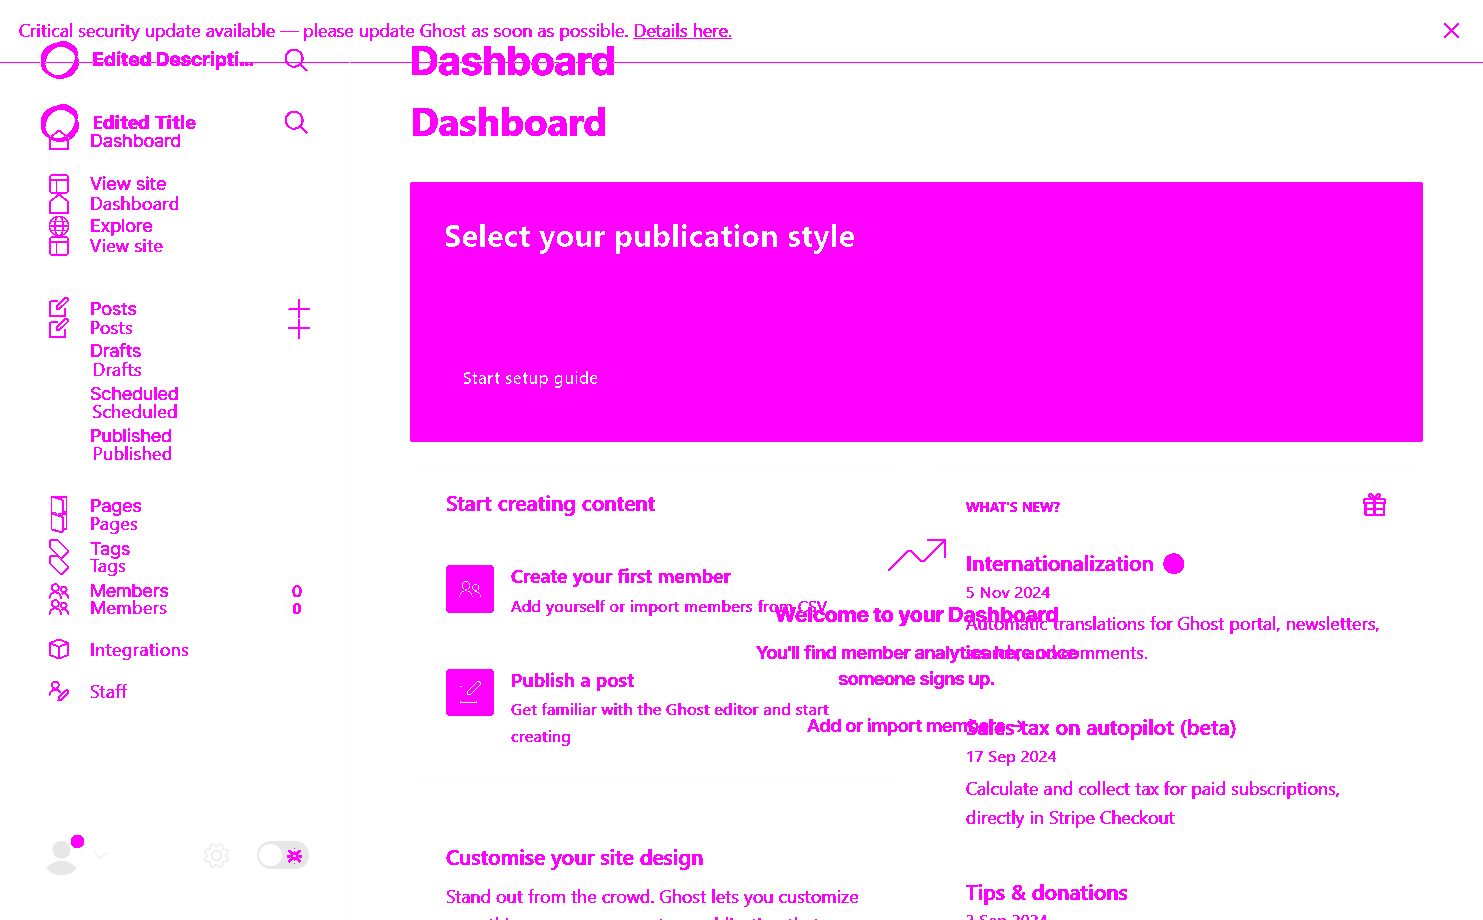 Critical security update available — please update Ghost as soon as possible. Details here.
Edited Descripti...
Dashboard
Edited Title
Dashboard
Dashboard
View site
Dashboard
Explore
View site
Select your publication style
Start setup guide
Posts
Posts
Drafts
Drafts
Scheduled
Scheduled
Published
Published
Pages
Pages
Tags
Tags
Members 0
Members 0
Integrations
Staff
Start creating content
Create your first member
Add yourself or import members from CSV
Publish a post
Get familiar with the Ghost editor and start
creating
Customise your site design
Stand out from the crowd. Ghost lets you customize
Welcome to your Dashboard
You'll find member analytics here once
someone signs up.
Add or import members →
WHAT'S NEW?
Internationalization
5 Nov 2024
Automatic translations for Ghost portal, newsletters,
comments.
Sales tax on autopilot (beta)
17 Sep 2024
Calculate and collect tax for paid subscriptions,
directly in Stripe Checkout
Tips & donations
3 Sep 2024